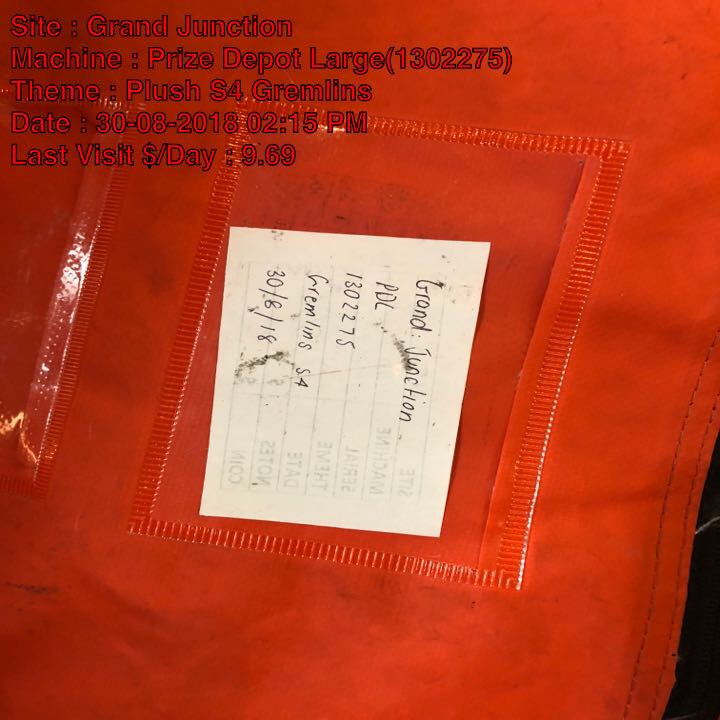 Site : Grand Junction
Machine : Prize Depot Large(1302275)
Theme : Plush S4 Gremlins
Date : 30-08-2018 02:15 PM
Last Visit $/Day : 9.69
Grand: Junction
PDL
1302275
Gremlins S4
30/8/18
SITE
MACHINE
SERIAL
THEME
DATE
NOTES
COIN